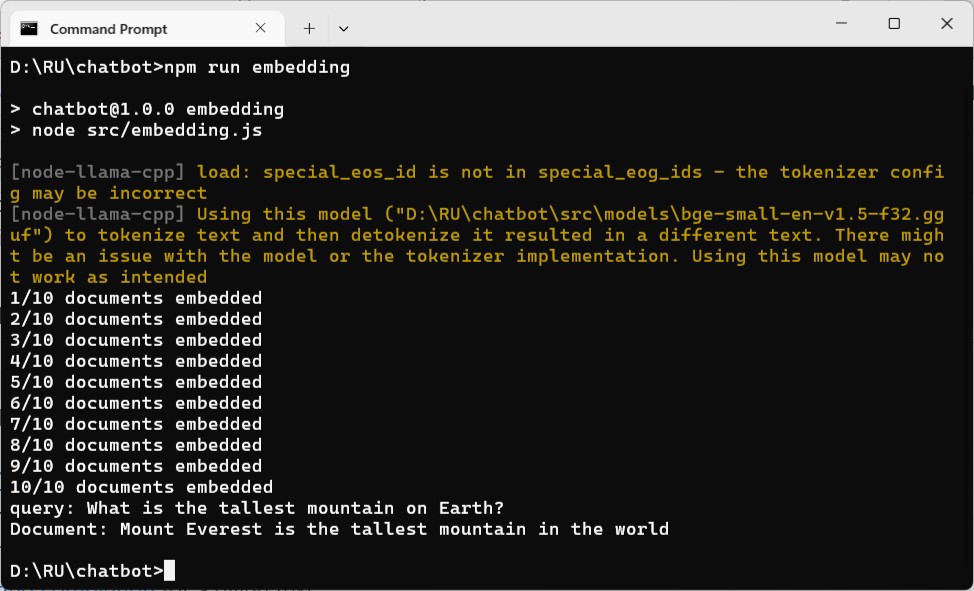 Command Prompt
D:\RU\chatbot>npm run embedding
> chatbot@1.0.0 embedding
> node src/embedding.js
[node-llama-cpp] load: special_eos_id is not in special_eog_ids - the tokenizer confi
g may be incorrect
[node-llama-cpp] Using this model ("D:\RU\chatbot\src\models\bge-small-en-v1.5-f32.gg
uf") to tokenize text and then detokenize it resulted in a different text. There migh
t be an issue with the model or the tokenizer implementation. Using this model may no
t work as intended
1/10 documents embedded
2/10 documents embedded
3/10 documents embedded
4/10 documents embedded
5/10 documents embedded
6/10 documents embedded
7/10 documents embedded
8/10 documents embedded
9/10 documents embedded
10/10 documents embedded
query: What is the tallest mountain on Earth?
Document: Mount Everest is the tallest mountain in the world
D:\RU\chatbot>